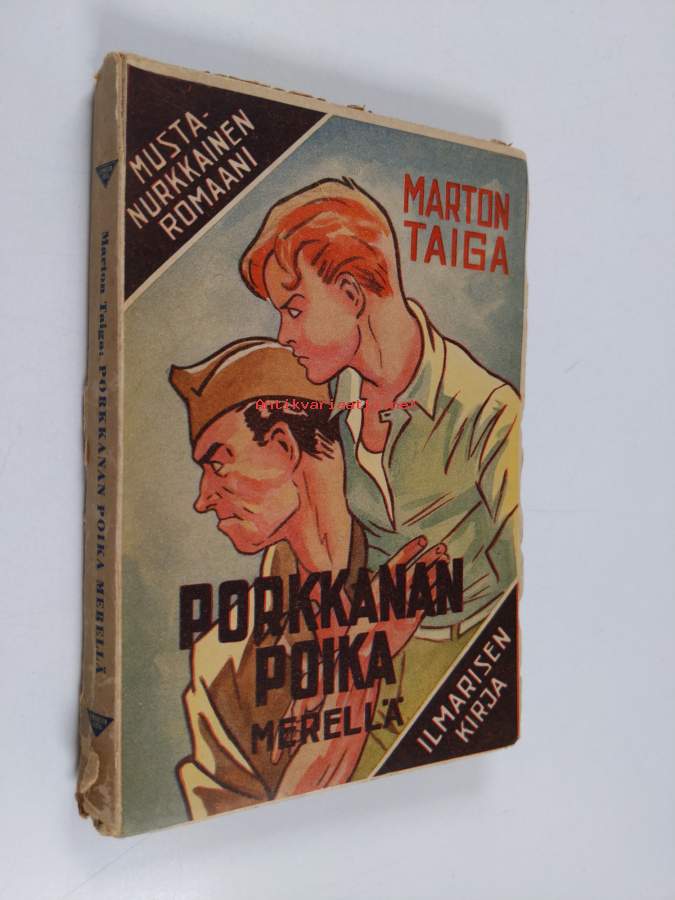 MUSTA-
NURKKAINEN
ROMAANI
MARTON
TAIGA
Antikvariaatti.net
PORKKANAN
POIKA
MERELLÄ
ILMARISEN
KIRJA
Marton Taiga: PORKKANAN POIKA MERELLÄ